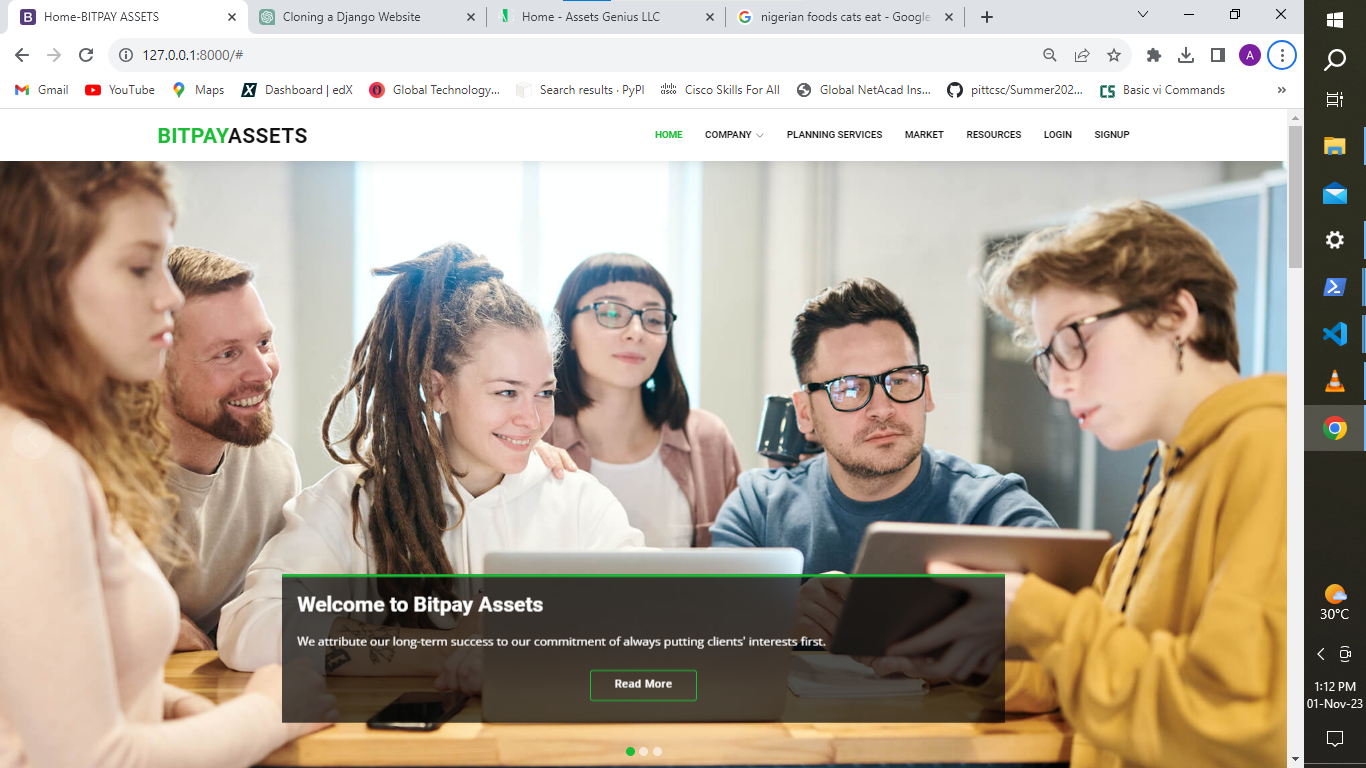 Home-BITPAY ASSETS
Cloning a Django Website
Home - Assets Genius LLC
nigerian foods cats eat - Google
127.0.0.1:8000/#
A
Gmail
YouTube
Maps
Dashboard | edX
Global Technology...
Search results · PyPI
Cisco Skills For All
Global NetAcad Ins...
pittcsc/Summer202...
Basic vi Commands
»
BITPAYASSETS
HOME
COMPANY
PLANNING SERVICES
MARKET
RESOURCES
LOGIN
SIGNUP
Welcome to Bitpay Assets
We attribute our long-term success to our commitment of always putting clients' interests first.
Read More
30°C
1:12 PM
01-Nov-23